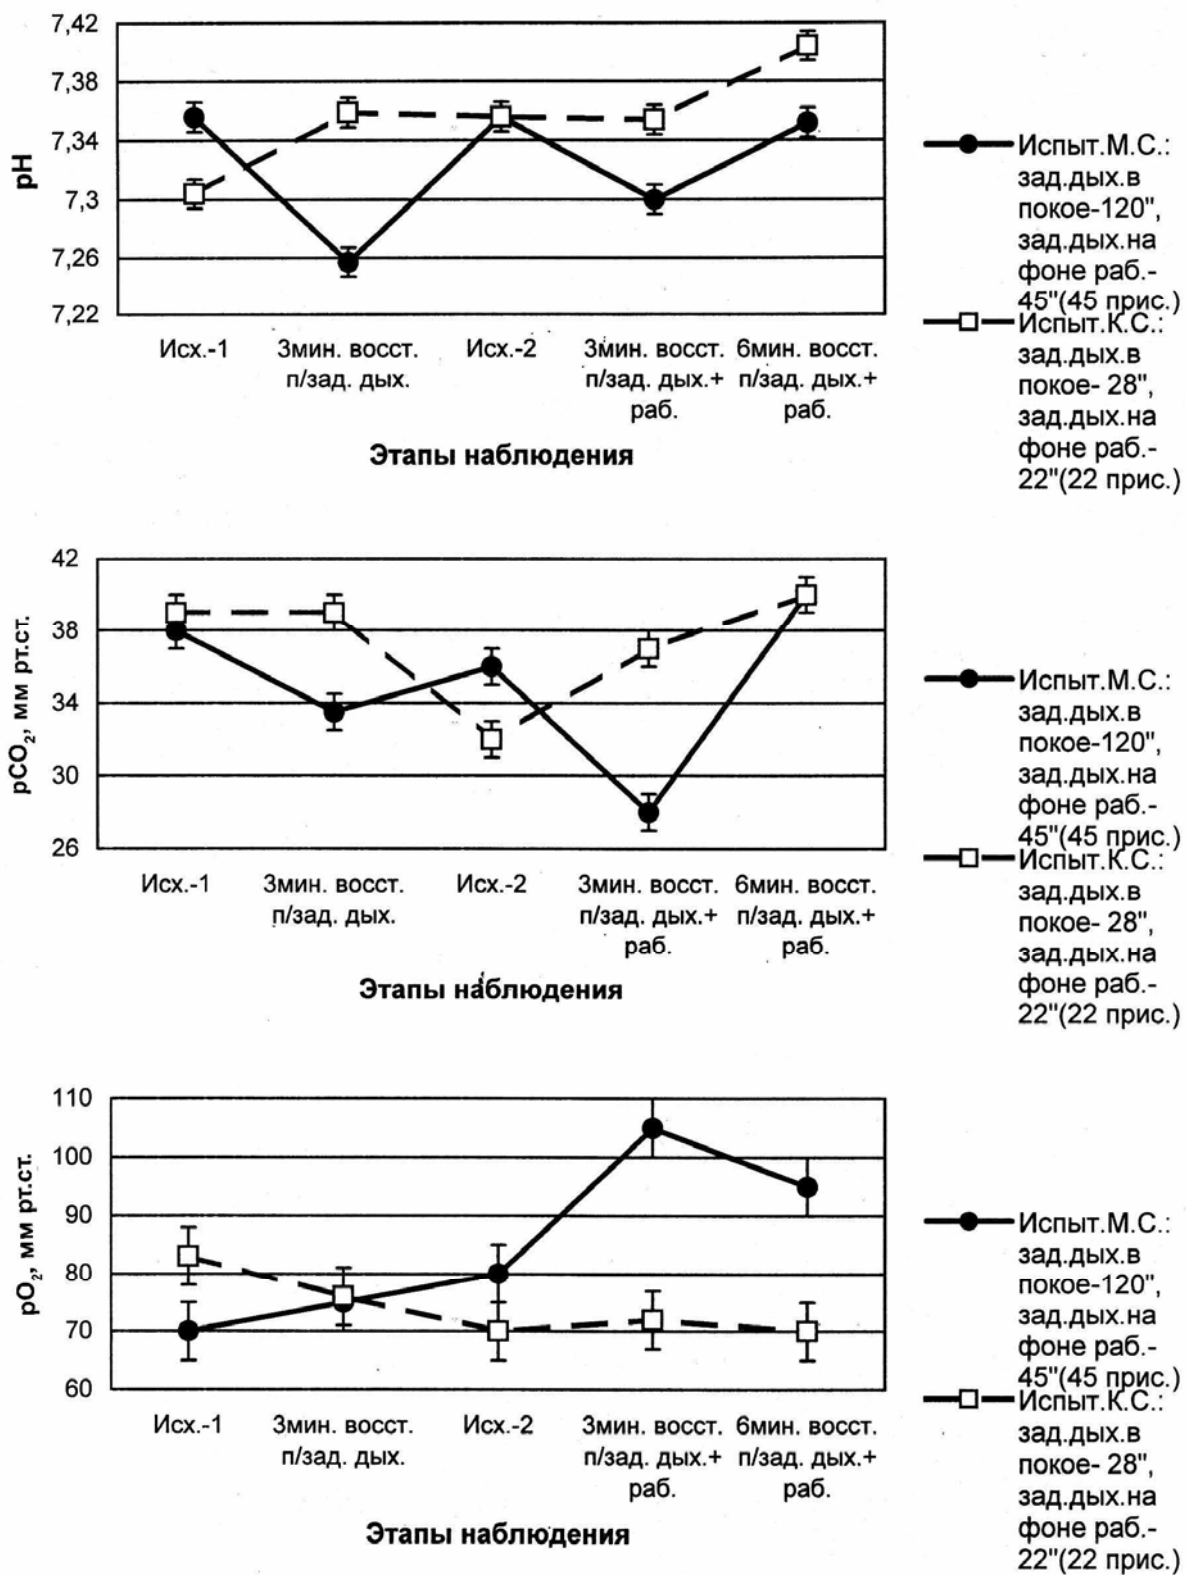 7,42
7,38
7,34
7,3
7,26
7,22
pH
Исх.-1
3мин. восст.
п/зад. дых.
Исх.-2
3мин. восст.
п/зад. дых.+
раб.
6мин. восст.
п/зад. дых.+
раб.
Этапы наблюдения
Испыт.М.С.:
зад.дых.в
покое-120",
зад.дых.на
фоне раб.-
45"(45 прис.)
Испыт.К.С.:
зад.дых.в
покое- 28",
зад.дых.на
фоне раб.-
22"(22 прис.)
42
38
34
30
26
pCO₂, мм рт.ст.
Исх.-1
3мин. восст.
п/зад. дых.
Исх.-2
3мин. восст.
п/зад. дых.+
раб.
6мин. восст.
п/зад. дых.+
раб.
Этапы наблюдения
Испыт.М.С.:
зад.дых.в
покое-120",
зад.дых.на
фоне раб.-
45"(45 прис.)
Испыт.К.С.:
зад.дых.в
покое- 28",
зад.дых.на
фоне раб.-
22"(22 прис.)
110
100
90
80
70
60
pO₂, мм рт.ст.
Исх.-1
3мин. восст.
п/зад. дых.
Исх.-2
3мин. восст.
п/зад. дых.+
раб.
6мин. восст.
п/зад. дых.+
раб.
Этапы наблюдения
Испыт.М.С.:
зад.дых.в
покое-120",
зад.дых.на
фоне раб.-
45"(45 прис.)
Испыт.К.С.:
зад.дых.в
покое- 28",
зад.дых.на
фоне раб.-
22"(22 прис.)